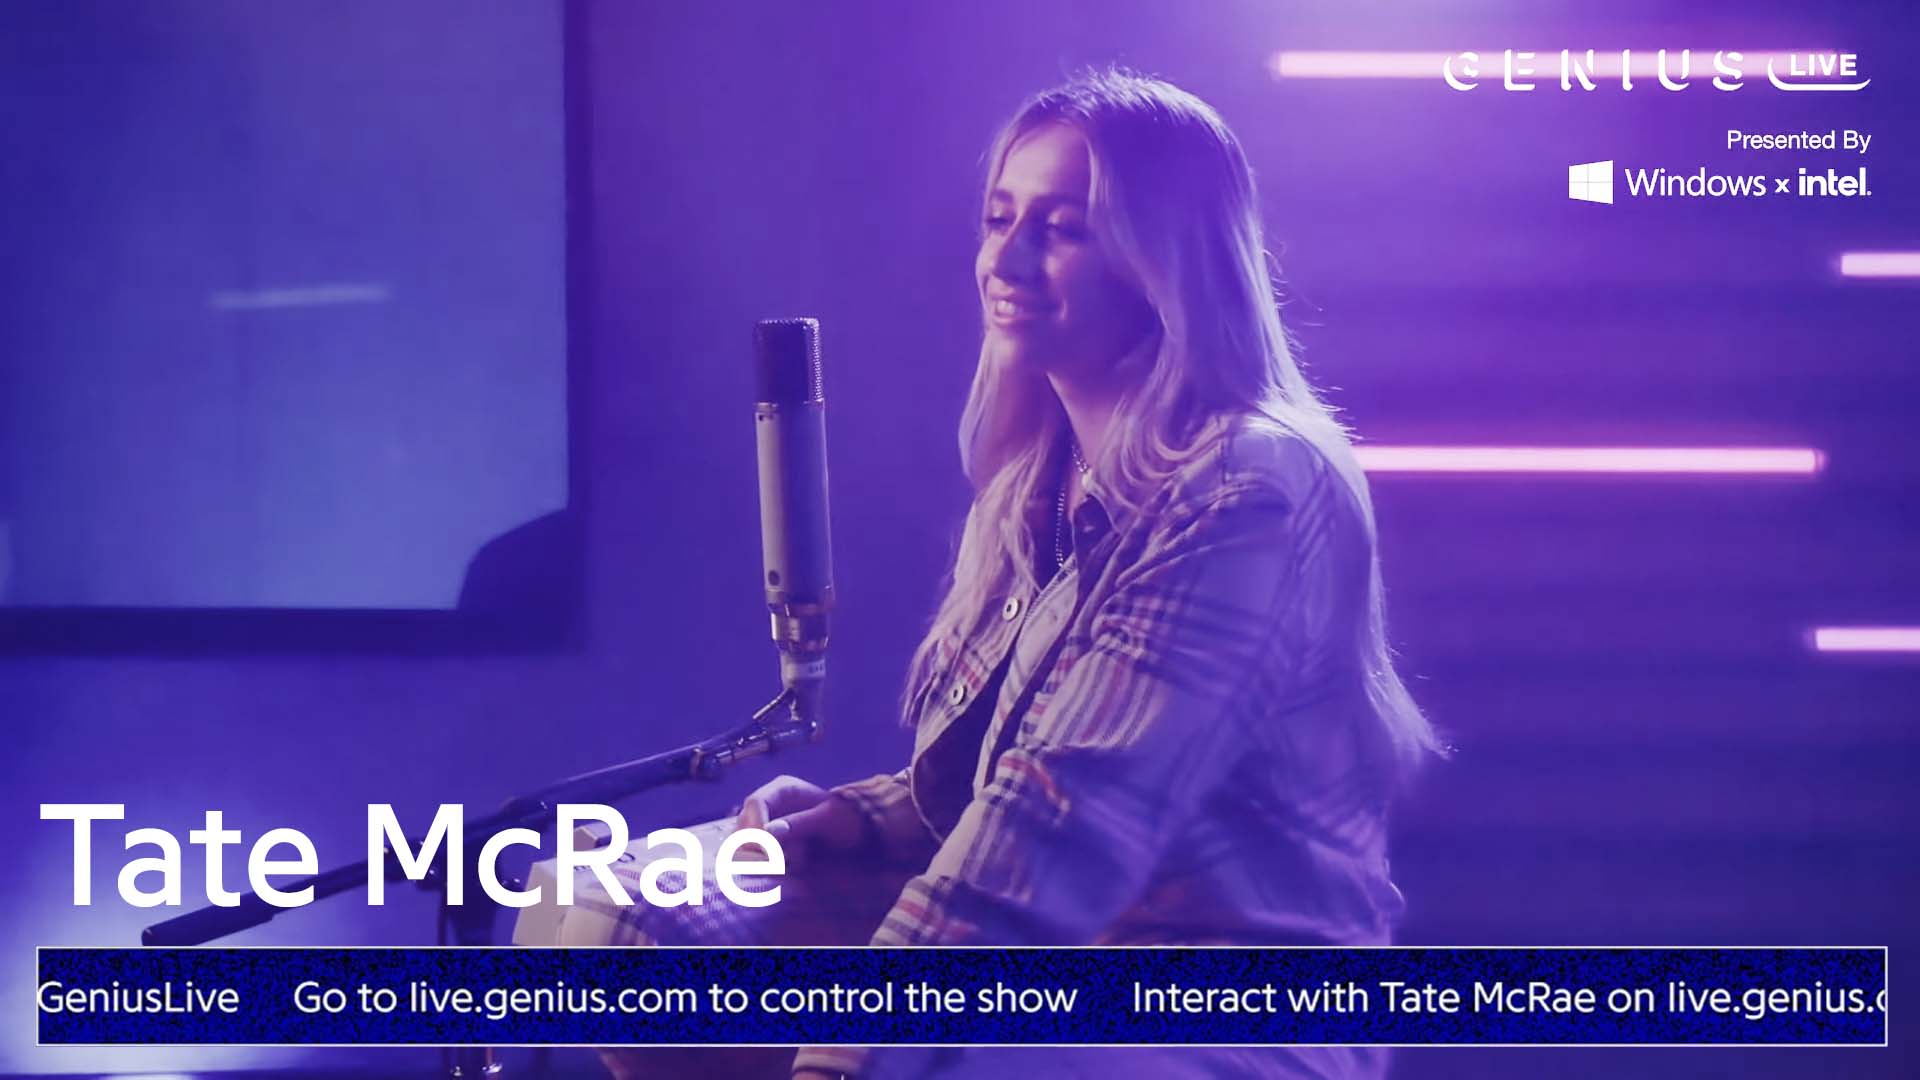 GENIUS LIVE
Presented By
Windows x intel.
Tate McRae
GeniusLive Go to live.genius.com to control the show Interact with Tate McRae on live.genius.